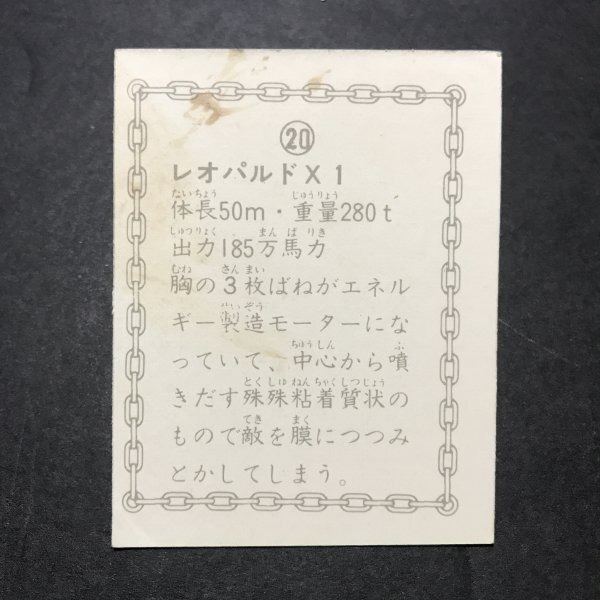 ⑳
レオパルドX1
たいちょう じゅうりょう
体長50m・重量280t
しゅつりょく まんばりき
出力185万馬力
むね さんまい
胸の3枚ばねがエネル
せいぞう
ギー製造モーターにな
ちゅうしん ふ
っていて、中心から噴
とくしゅねんちゃくしつじょう
きだす殊殊粘着質状の
てき まく
もので敵を膜につつみ
とかしてしまう。